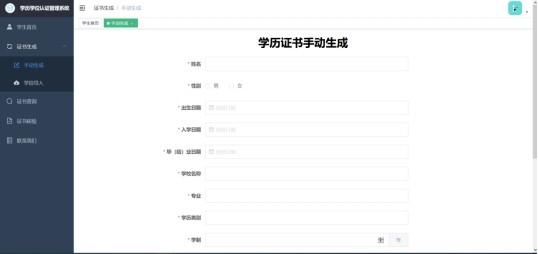 学历学位认证管理系统
证书生成 / 手动生成
学生首页
手动生成 ×
学生首页
证书生成
手动生成
学位导入
证书查询
证书核验
联系我们
学历证书手动生成
* 姓名
* 性别 男 女
* 出生日期
* 入学日期
* 毕（结）业日期
* 学校名称
* 专业
* 学历类别
* 学制 年